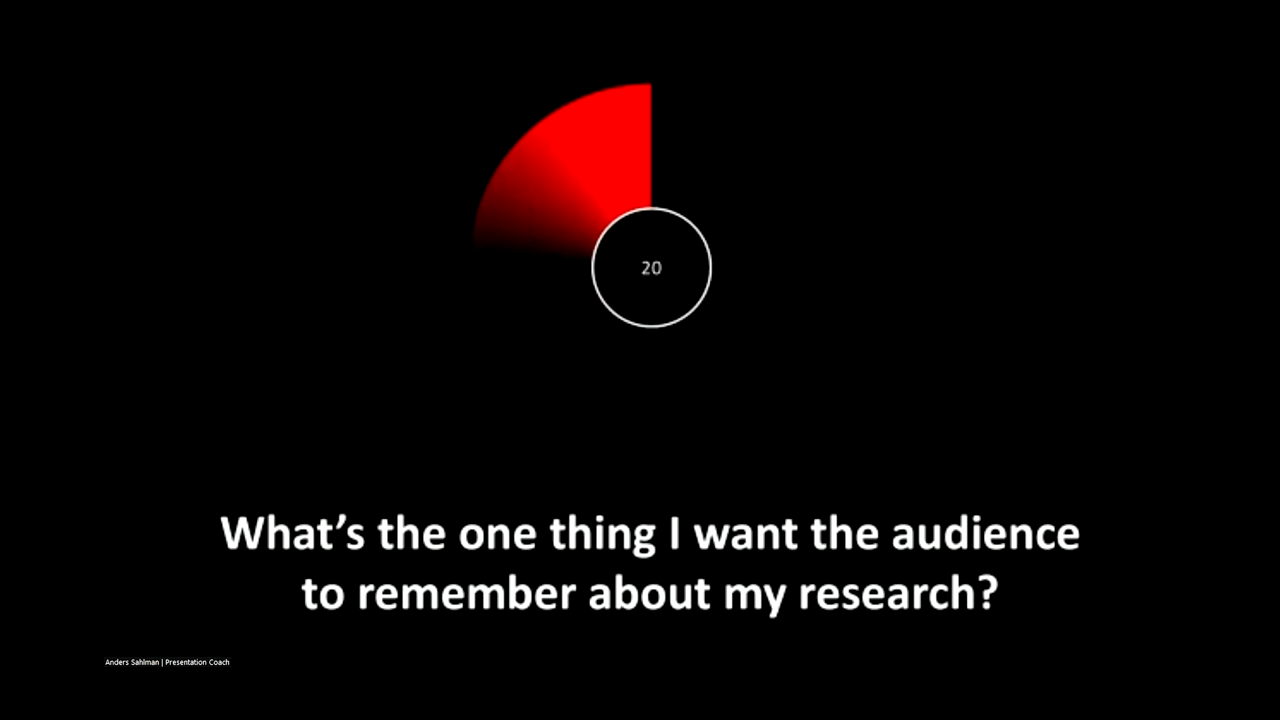 20
What’s the one thing I want the audience
to remember about my research?
Anders Sahlman | Presentation Coach